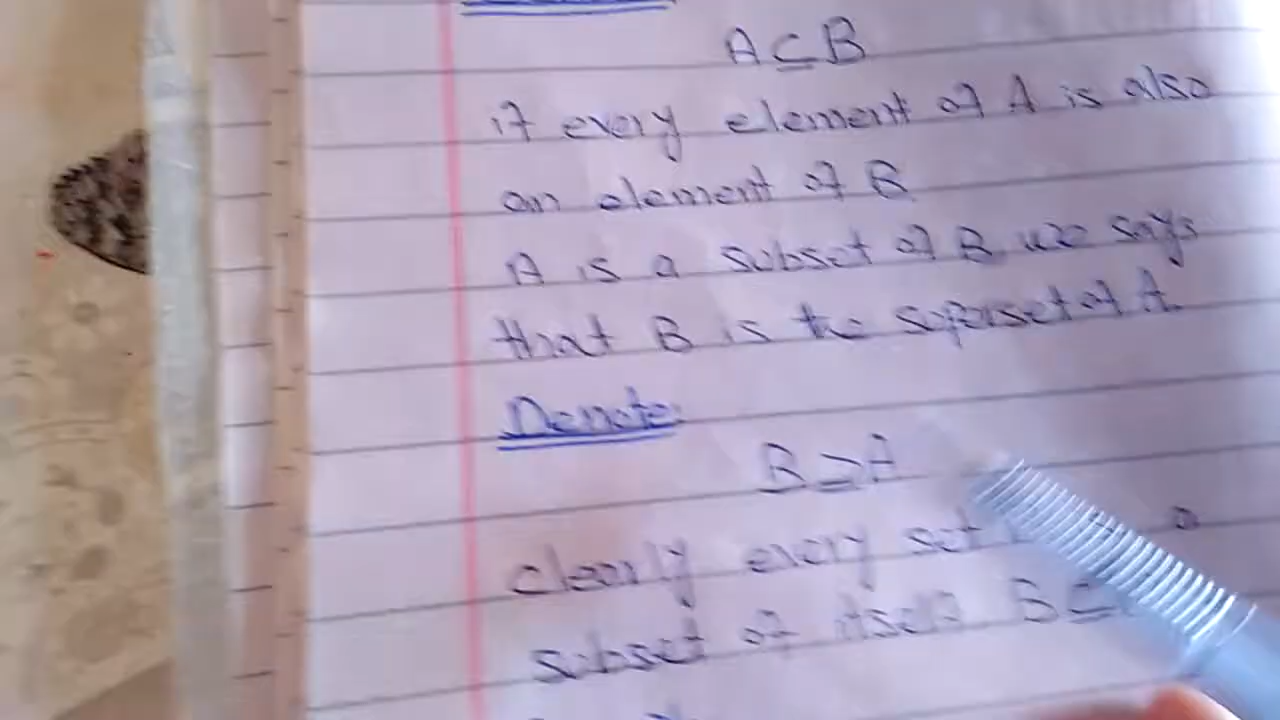 A ⊆ B
if every element of A is also
an element of B
A is a subset of B, we says
that B is the superset of A.
Denote:
B ⊇ A
clearly every set a
subset of itself B ⊆